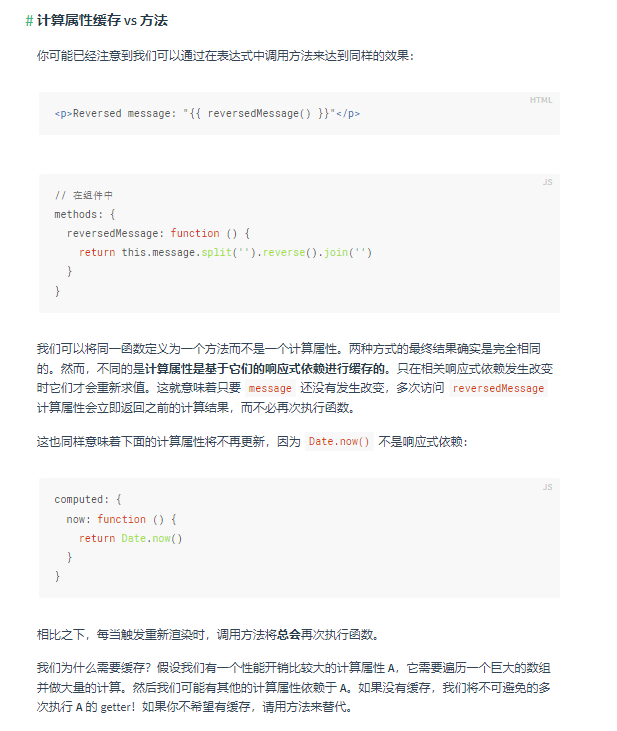 # 计算属性缓存 vs 方法
你可能已经注意到我们可以通过在表达式中调用方法来达到同样的效果：
HTML
<p>Reversed message: "{{ reversedMessage() }}"</p>
JS
// 在组件中
methods: {
  reversedMessage: function () {
    return this.message.split('').reverse().join('')
  }
}
我们可以将同一函数定义为一个方法而不是一个计算属性。两种方式的最终结果确实是完全相同
的。然而，不同的是计算属性是基于它们的响应式依赖进行缓存的。只在相关响应式依赖发生改变
时它们才会重新求值。这就意味着只要 message 还没有发生改变，多次访问 reversedMessage
计算属性会立即返回之前的计算结果，而不必再次执行函数。
这也同样意味着下面的计算属性将不再更新，因为 Date.now() 不是响应式依赖：
JS
computed: {
  now: function () {
    return Date.now()
  }
}
相比之下，每当触发重新渲染时，调用方法将总会再次执行函数。
我们为什么需要缓存？假设我们有一个性能开销比较大的计算属性 A，它需要遍历一个巨大的数组
并做大量的计算。然后我们可能有其他的计算属性依赖于 A。如果没有缓存，我们将不可避免的多
次执行 A 的 getter！如果你不希望有缓存，请用方法来替代。